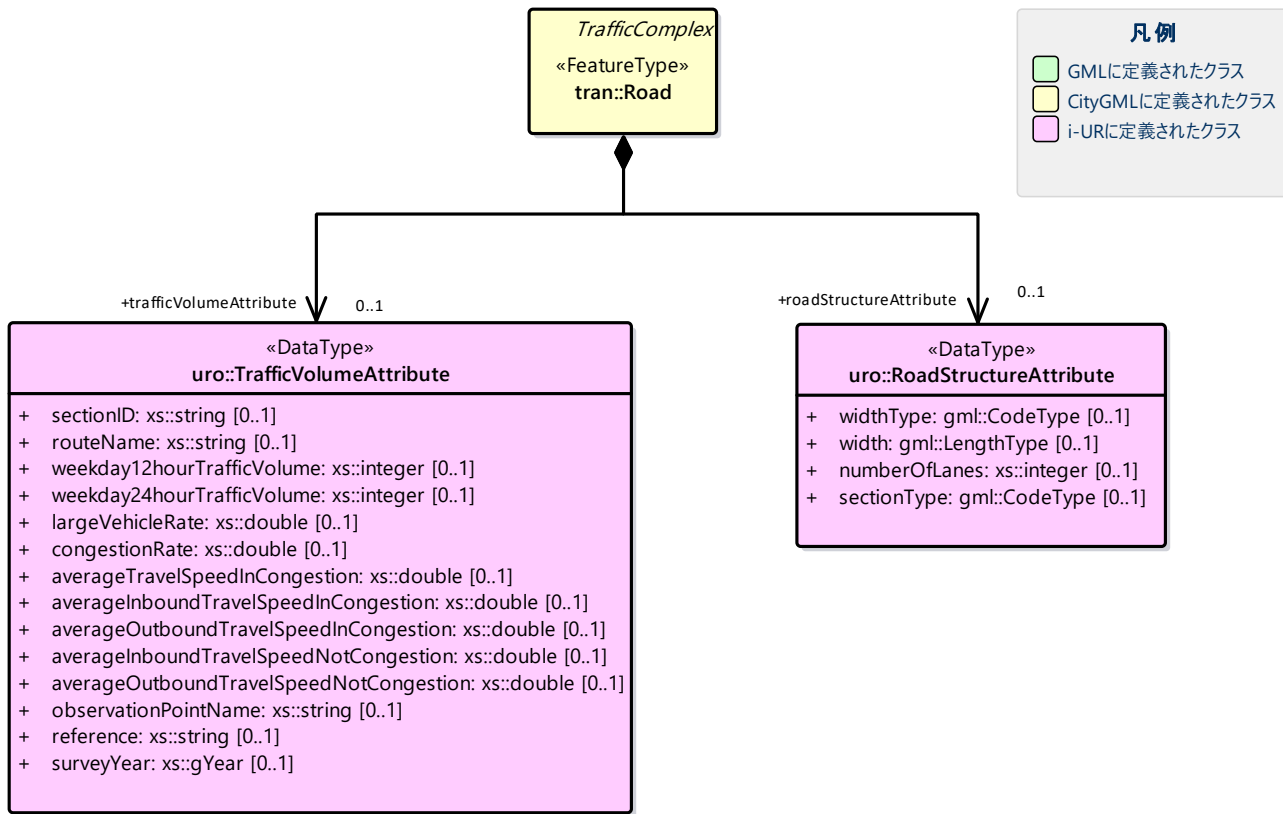 TrafficComplex
«FeatureType»
tran::Road
凡例
GMLに定義されたクラス
CityGMLに定義されたクラス
i-URに定義されたクラス
+trafficVolumeAttribute
0..1
+roadStructureAttribute
0..1
«DataType»
uro::TrafficVolumeAttribute
+ sectionID: xs::string [0..1]
+ routeName: xs::string [0..1]
+ weekday12hourTrafficVolume: xs::integer [0..1]
+ weekday24hourTrafficVolume: xs::integer [0..1]
+ largeVehicleRate: xs::double [0..1]
+ congestionRate: xs::double [0..1]
+ averageTravelSpeedInCongestion: xs::double [0..1]
+ averageInboundTravelSpeedInCongestion: xs::double [0..1]
+ averageOutboundTravelSpeedInCongestion: xs::double [0..1]
+ averageInboundTravelSpeedNotCongestion: xs::double [0..1]
+ averageOutboundTravelSpeedNotCongestion: xs::double [0..1]
+ observationPointName: xs::string [0..1]
+ reference: xs::string [0..1]
+ surveyYear: xs::gYear [0..1]
«DataType»
uro::RoadStructureAttribute
+ widthType: gml::CodeType [0..1]
+ width: gml::LengthType [0..1]
+ numberOfLanes: xs::integer [0..1]
+ sectionType: gml::CodeType [0..1]